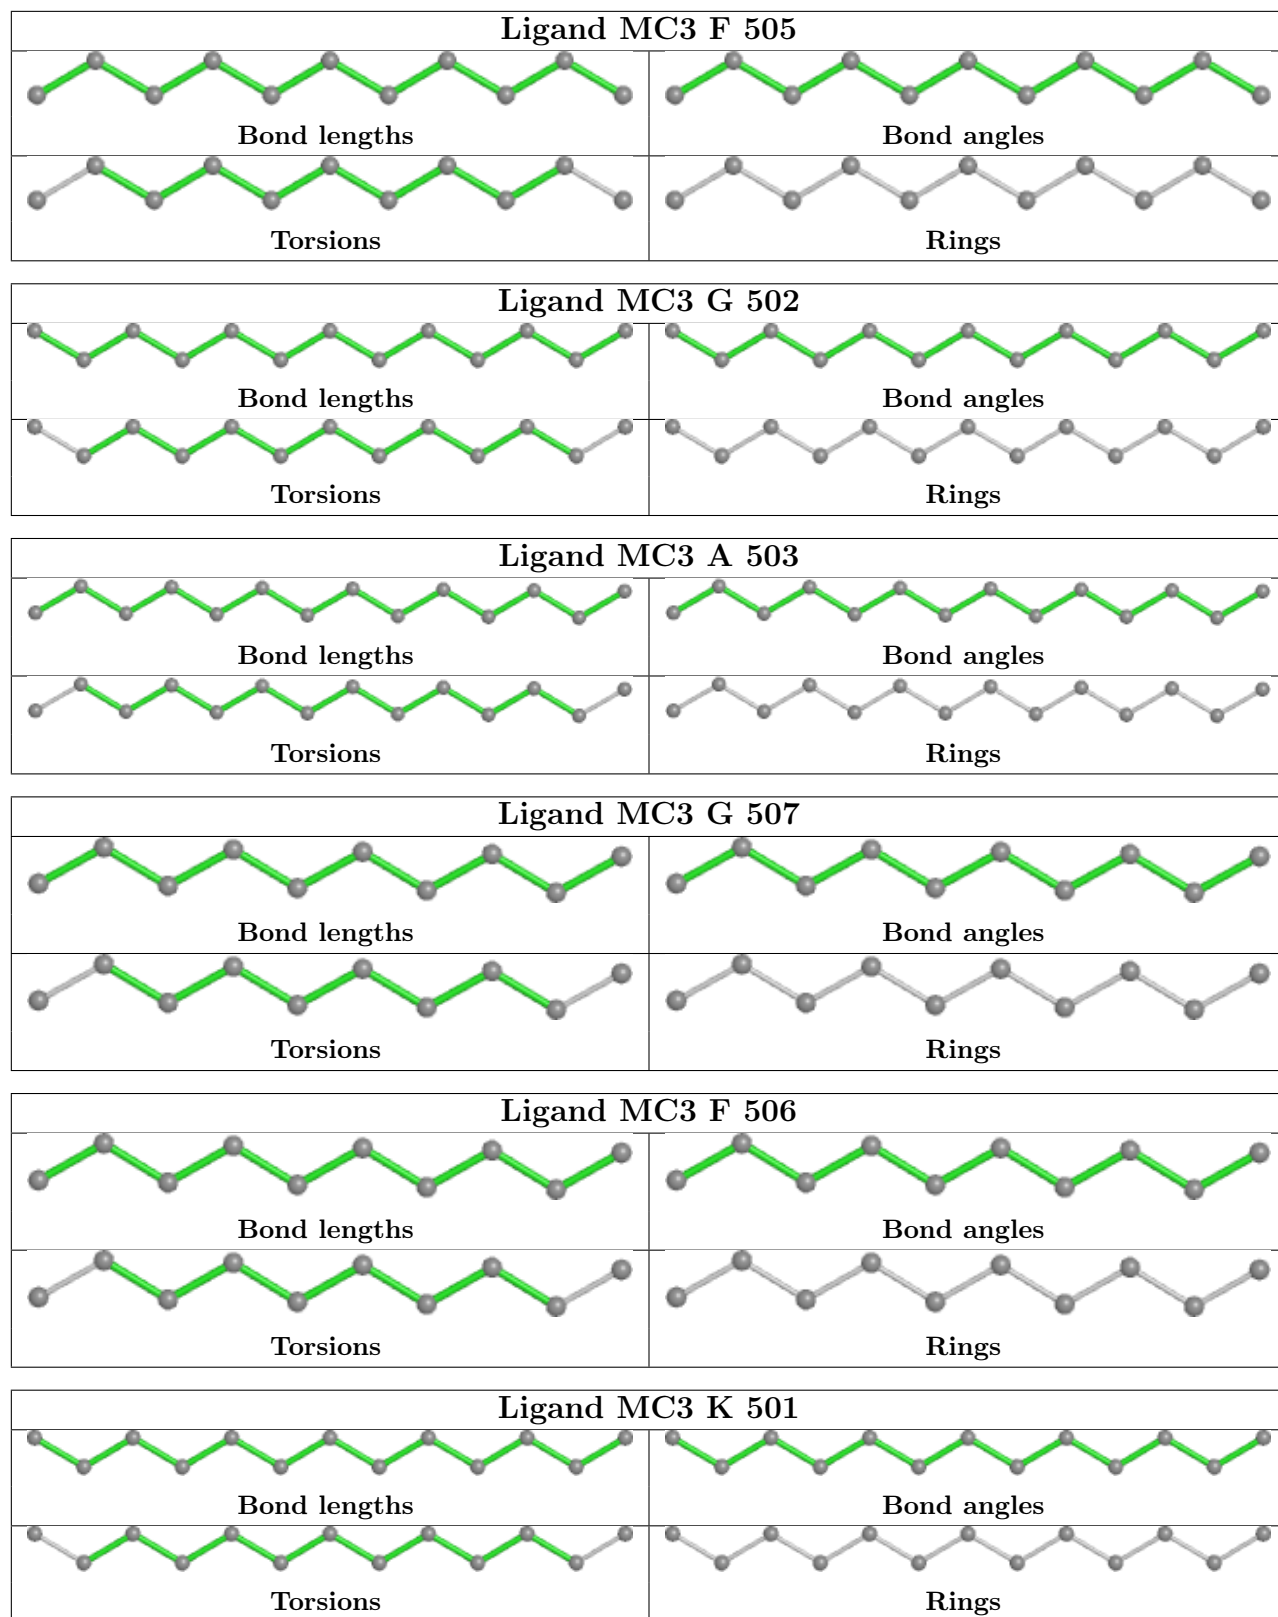 Ligand MC3 F 505
Bond lengths
Bond angles
Torsions
Rings
Ligand MC3 G 502
Bond lengths
Bond angles
Torsions
Rings
Ligand MC3 A 503
Bond lengths
Bond angles
Torsions
Rings
Ligand MC3 G 507
Bond lengths
Bond angles
Torsions
Rings
Ligand MC3 F 506
Bond lengths
Bond angles
Torsions
Rings
Ligand MC3 K 501
Bond lengths
Bond angles
Torsions
Rings